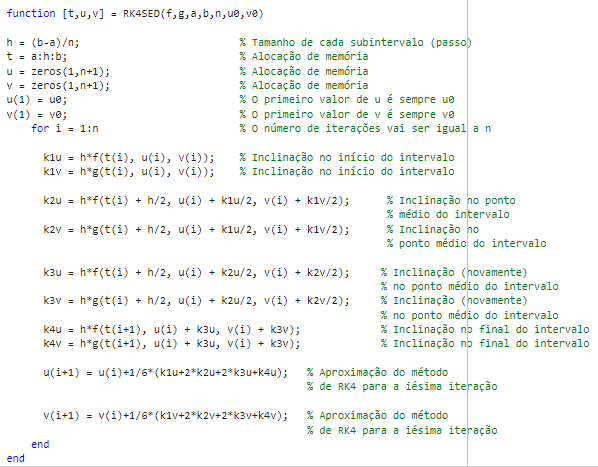 function [t,u,v] = RK4SED(f,g,a,b,n,u0,v0)
h = (b-a)/n; % Tamanho de cada subintervalo (passo)
t = a:h:b; % Alocação de memória
u = zeros(1,n+1); % Alocação de memória
v = zeros(1,n+1); % Alocação de memória
u(1) = u0; % O primeiro valor de u é sempre u0
v(1) = v0; % O primeiro valor de v é sempre v0
for i = 1:n % O número de iterações vai ser igual a n
k1u = h*f(t(i), u(i), v(i)); % Inclinação no início do intervalo
k1v = h*g(t(i), u(i), v(i)); % Inclinação no início do intervalo
k2u = h*f(t(i) + h/2, u(i) + k1u/2, v(i) + k1v/2); % Inclinação no ponto
% médio do intervalo
k2v = h*g(t(i) + h/2, u(i) + k1u/2, v(i) + k1v/2); % Inclinação no
% ponto médio do intervalo
k3u = h*f(t(i) + h/2, u(i) + k2u/2, v(i) + k2v/2); % Inclinação (novamente)
% no ponto médio do intervalo
k3v = h*g(t(i) + h/2, u(i) + k2u/2, v(i) + k2v/2); % Inclinação (novamente)
% no ponto médio do intervalo
k4u = h*f(t(i+1), u(i) + k3u, v(i) + k3v); % Inclinação no final do intervalo
k4v = h*g(t(i+1), u(i) + k3u, v(i) + k3v); % Inclinação no final do intervalo
u(i+1) = u(i)+1/6*(k1u+2*k2u+2*k3u+k4u); % Aproximação do método
% de RK4 para a iésima iteração
v(i+1) = v(i)+1/6*(k1v+2*k2v+2*k3v+k4v); % Aproximação do método
% de RK4 para a iésima iteração
end
end